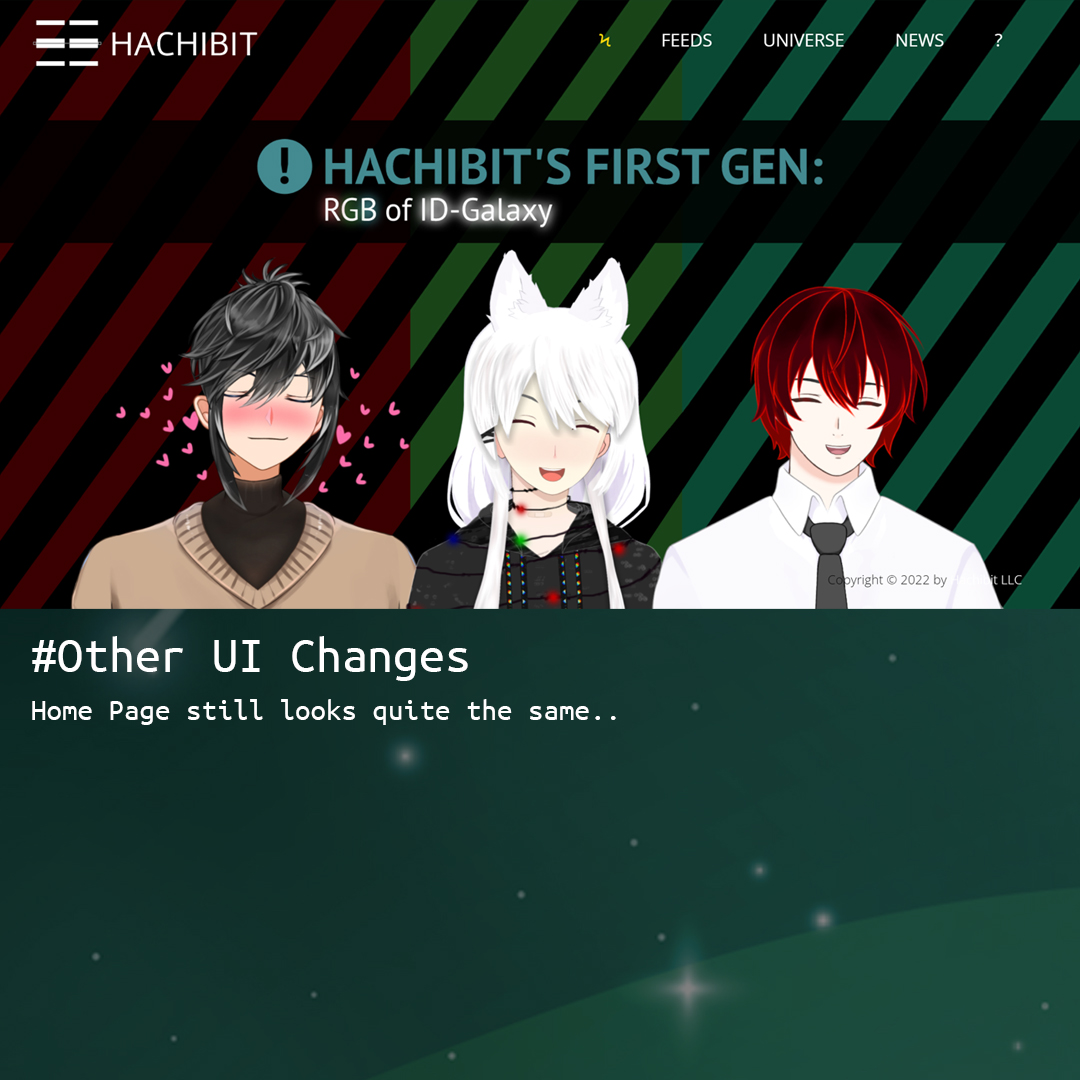 HACHIBIT
FEEDS UNIVERSE NEWS ?
HACHIBIT'S FIRST GEN:
RGB of ID-Galaxy
Copyright © 2022 by LLC
#Other UI Changes
Home Page still looks quite the same..